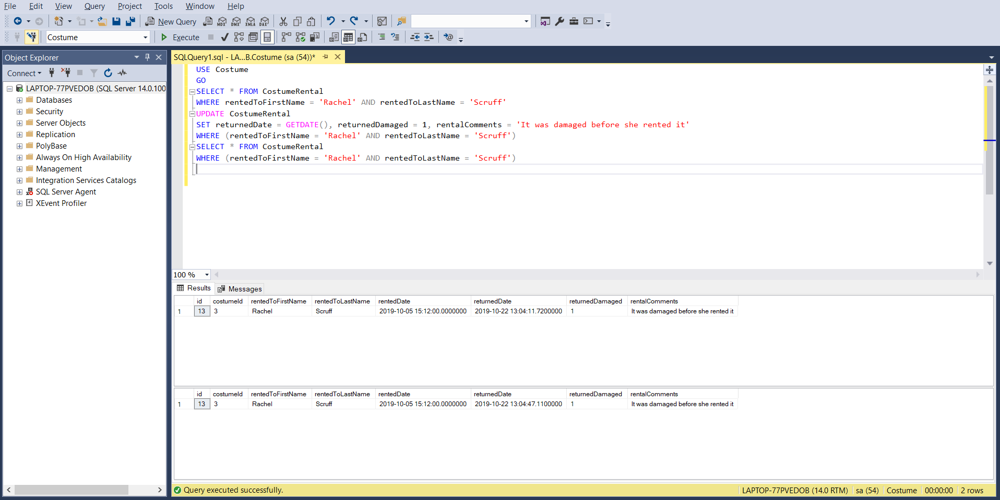 File Edit View Query Project Tools Window Help
New Query MDX DMX XMLA DAX
Costume Execute
Object Explorer
Connect
LAPTOP-77PVEDOB (SQL Server 14.0.100
Databases
Security
Server Objects
Replication
PolyBase
Always On High Availability
Management
Integration Services Catalogs
SQL Server Agent
XEvent Profiler
SQLQuery1.sql - LA...B.Costume (sa (54))*
USE Costume
GO
SELECT * FROM CostumeRental
WHERE rentedToFirstName = 'Rachel' AND rentedToLastName = 'Scruff'
UPDATE CostumeRental
SET returnedDate = GETDATE(), returnedDamaged = 1, rentalComments = 'It was damaged before she rented it'
WHERE (rentedToFirstName = 'Rachel' AND rentedToLastName = 'Scruff')
SELECT * FROM CostumeRental
WHERE (rentedToFirstName = 'Rachel' AND rentedToLastName = 'Scruff')
100 %
Results Messages
id costumeId rentedToFirstName rentedToLastName rentedDate returnedDate returnedDamaged rentalComments
1 13 3 Rachel Scruff 2019-10-05 15:12:00.0000000 2019-10-22 13:04:11.7200000 1 It was damaged before she rented it
id costumeId rentedToFirstName rentedToLastName rentedDate returnedDate returnedDamaged rentalComments
1 13 3 Rachel Scruff 2019-10-05 15:12:00.0000000 2019-10-22 13:04:47.1100000 1 It was damaged before she rented it
Query executed successfully. LAPTOP-77PVEDOB (14.0 RTM) sa (54) Costume 00:00:00 2 rows